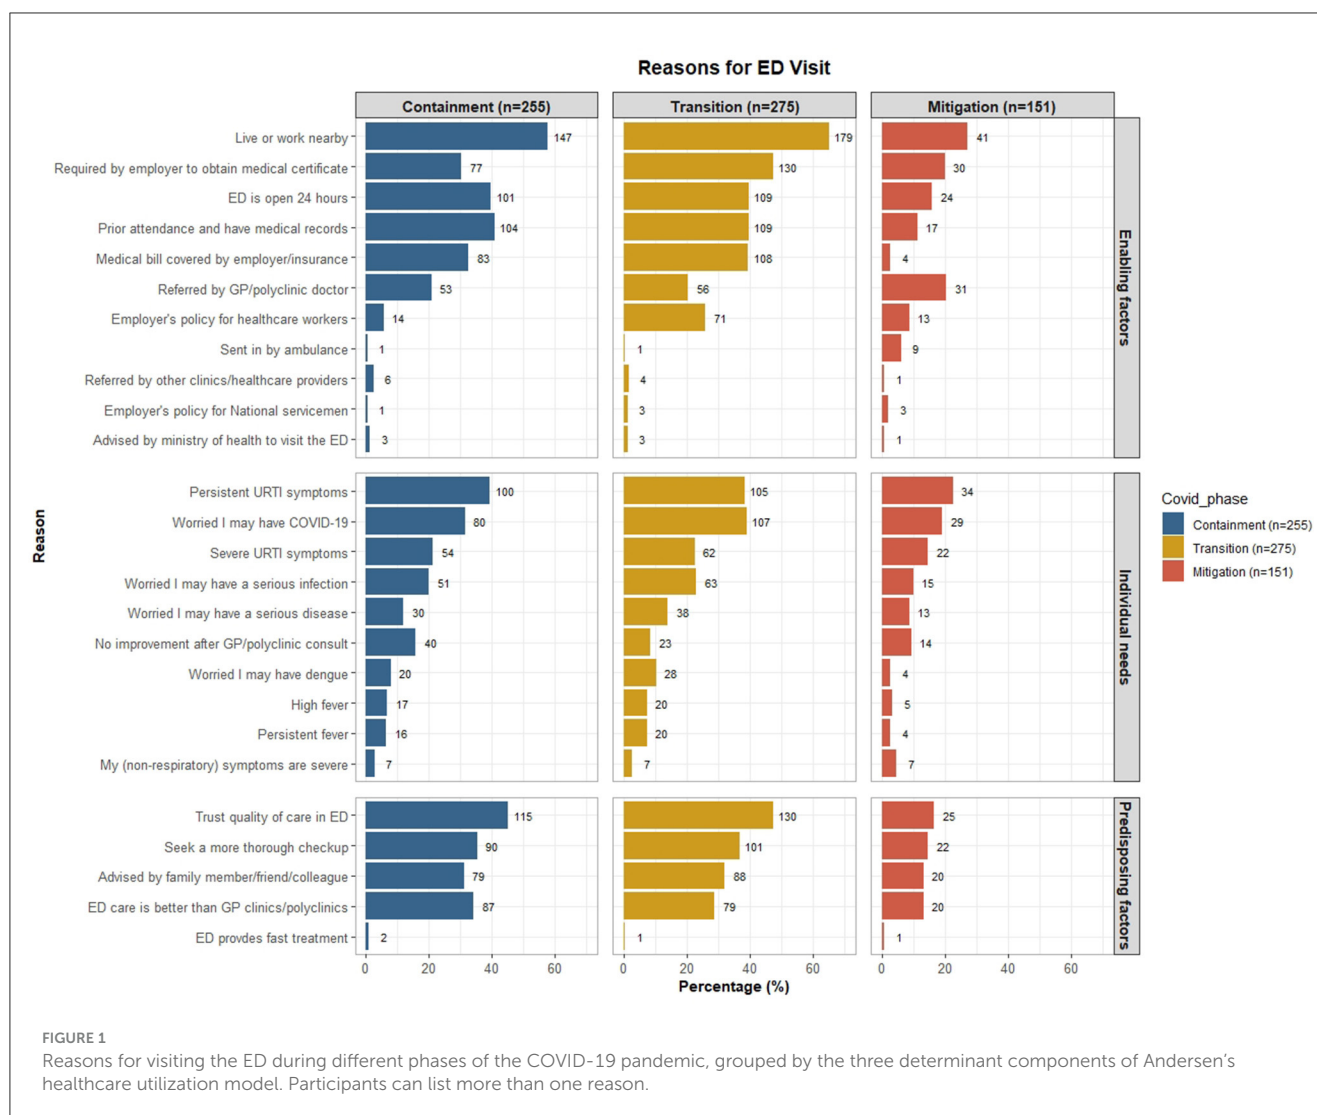 Reasons for ED Visit
Containment (n=255) Transition (n=275) Mitigation (n=151)
Live or work nearby 147 179 41
Required by employer to obtain medical certificate 77 130 30
ED is open 24 hours 101 109 24
Prior attendance and have medical records 104 109 17
Medical bill covered by employer/insurance 83 108 4
Referred by GP/polyclinic doctor 53 56 31
Employer's policy for healthcare workers 14 71 13
Sent in by ambulance 1 1 9
Referred by other clinics/healthcare providers 6 4 1
Employer's policy for National servicemen 1 3 3
Advised by ministry of health to visit the ED 3 3 1
Enabling factors
Persistent URTI symptoms 100 105 34
Worried I may have COVID-19 80 107 29
Severe URTI symptoms 54 62 22
Worried I may have a serious infection 51 63 15
Worried I may have a serious disease 30 38 13
No improvement after GP/polyclinic consult 40 23 14
Worried I may have dengue 20 28 4
High fever 17 20 5
Persistent fever 16 20 4
My (non-respiratory) symptoms are severe 7 7 7
Individual needs
Trust quality of care in ED 115 130 25
Seek a more thorough checkup 90 101 22
Advised by family member/friend/colleague 79 88 20
ED care is better than GP clinics/polyclinics 87 79 20
ED provdes fast treatment 2 1 1
Predisposing factors
0 20 40 60 0 20 40 60 0 20 40 60
Percentage (%)
Reason
Covid_phase
Containment (n=255)
Transition (n=275)
Mitigation (n=151)
FIGURE 1
Reasons for visiting the ED during different phases of the COVID-19 pandemic, grouped by the three determinant components of Andersen's
healthcare utilization model. Participants can list more than one reason.